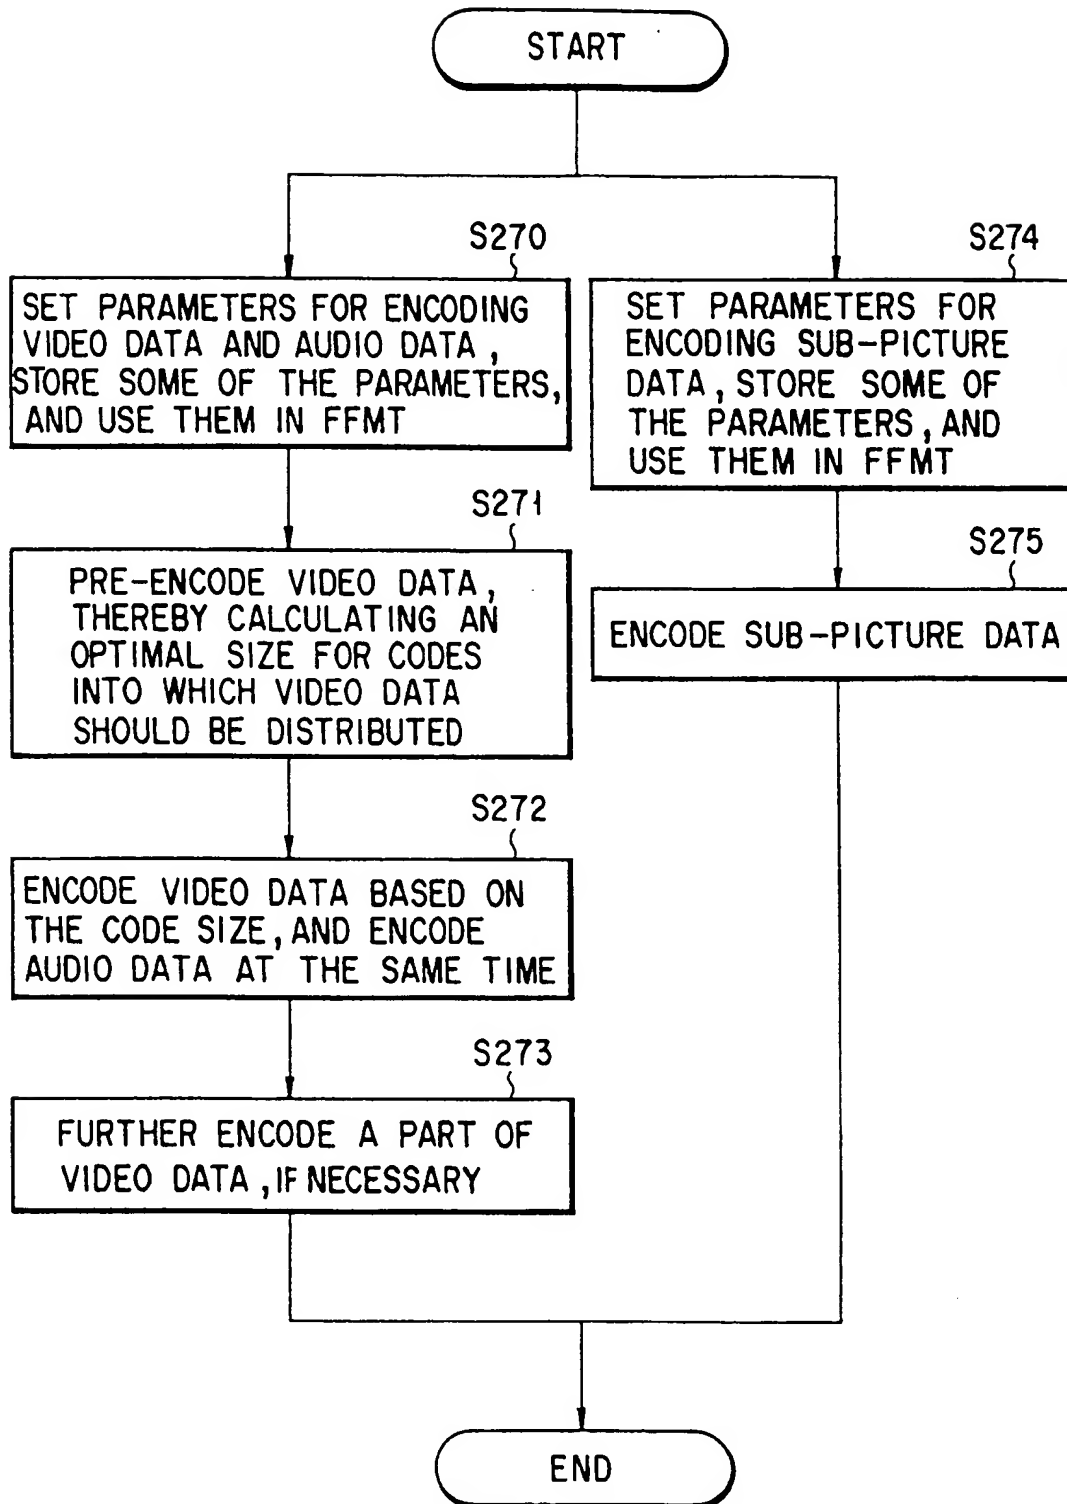 START
S270
SET PARAMETERS FOR ENCODING
VIDEO DATA AND AUDIO DATA,
STORE SOME OF THE PARAMETERS,
AND USE THEM IN FFMT
S271
PRE-ENCODE VIDEO DATA,
THEREBY CALCULATING AN
OPTIMAL SIZE FOR CODES
INTO WHICH VIDEO DATA
SHOULD BE DISTRIBUTED
S272
ENCODE VIDEO DATA BASED ON
THE CODE SIZE, AND ENCODE
AUDIO DATA AT THE SAME TIME
S273
FURTHER ENCODE A PART OF
VIDEO DATA, IF NECESSARY
S274
SET PARAMETERS FOR
ENCODING SUB-PICTURE
DATA, STORE SOME OF
THE PARAMETERS, AND
USE THEM IN FFMT
S275
ENCODE SUB-PICTURE DATA
END